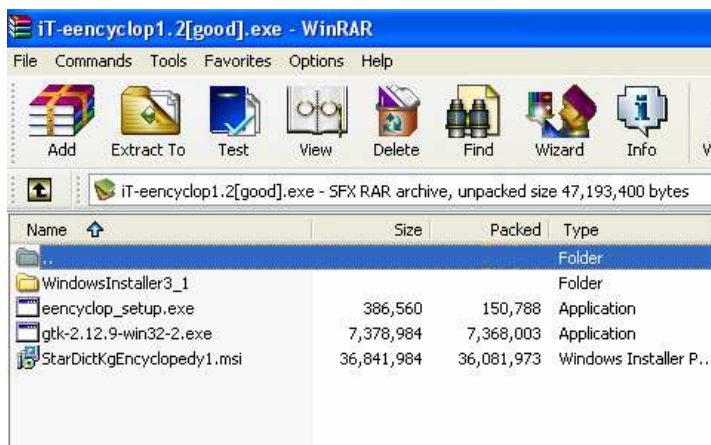 iT-eencyclop1.2[good].exe - WinRAR
File Commands Tools Favorites Options Help
Add Extract To Test View Delete Find Wizard Info V
iT-eencyclop1.2[good].exe - SFX RAR archive, unpacked size 47,193,400 bytes
Name Size Packed Type
.. Folder
WindowsInstaller3_1 Folder
eencyclop_setup.exe 386,560 150,788 Application
gtk-2.12.9-win32-2.exe 7,378,984 7,368,003 Application
StarDictKgEncyclopedy1.msi 36,841,984 36,081,973 Windows Installer P..